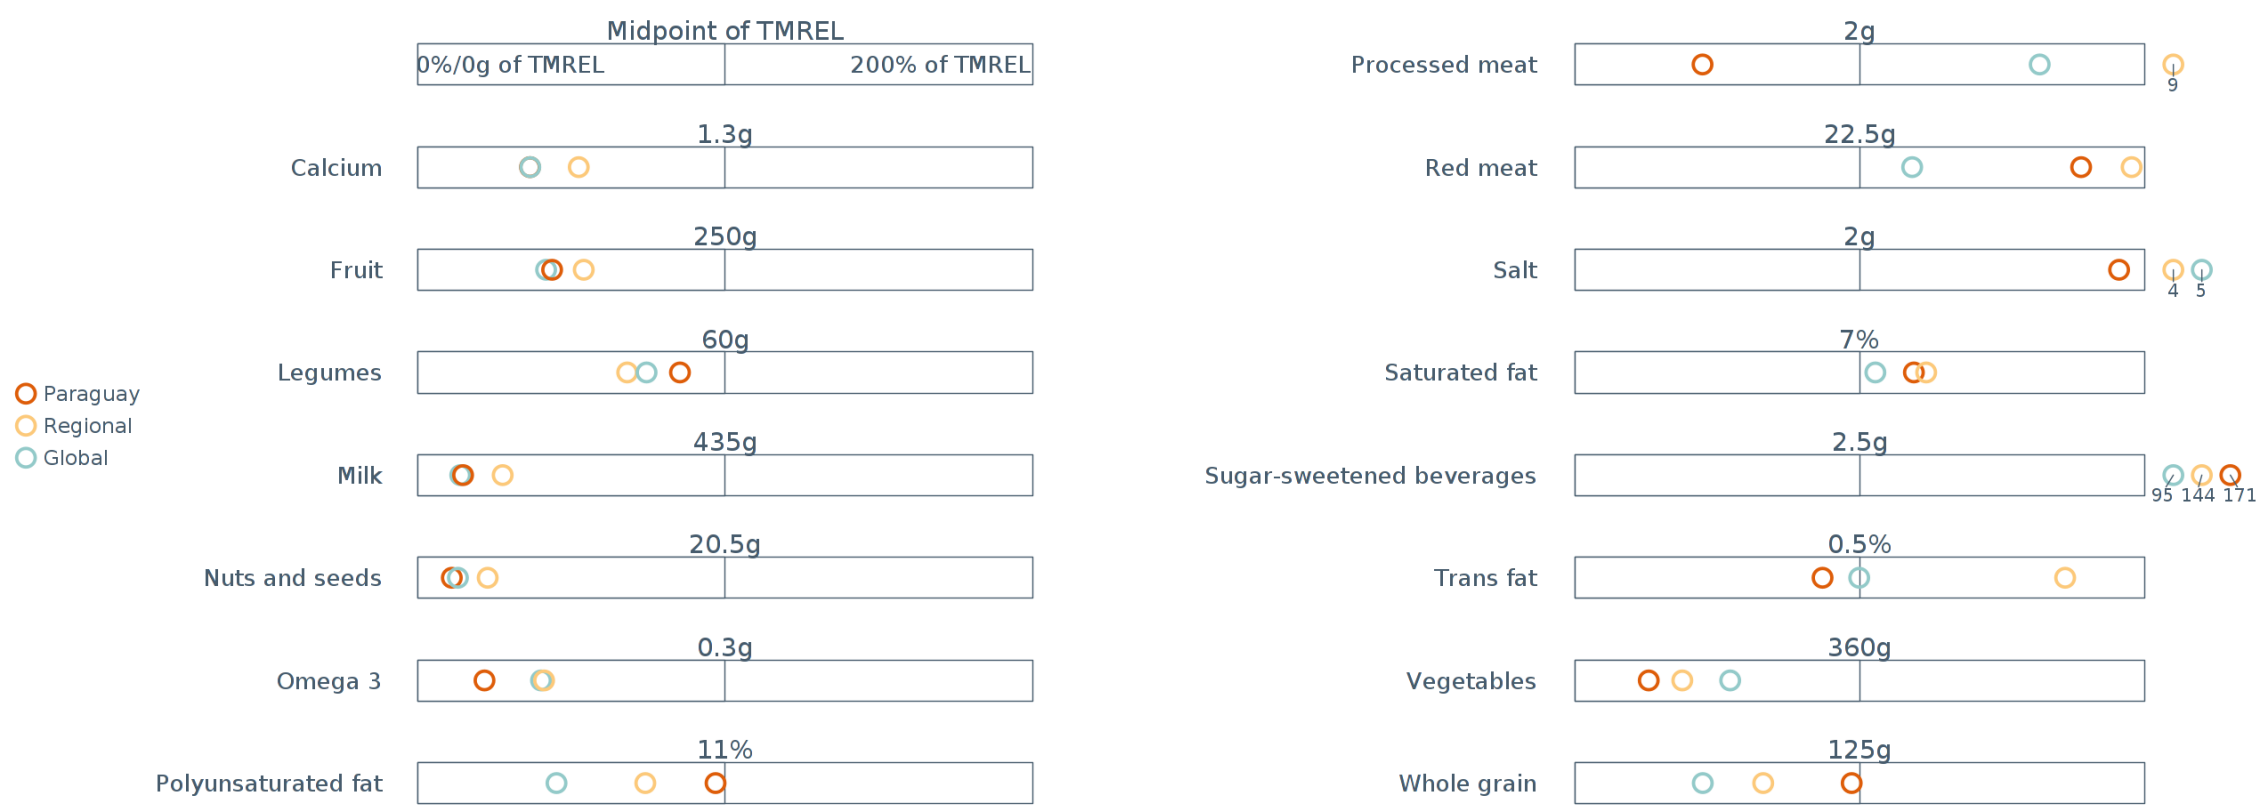 Midpoint of TMREL
0%/0g of TMREL
200% of TMREL
1.3g
Calcium
250g
Fruit
60g
Legumes
435g
Milk
20.5g
Nuts and seeds
0.3g
Omega 3
11%
Polyunsaturated fat
Paraguay
Regional
Global
2g
Processed meat
9
22.5g
Red meat
2g
Salt
4
5
7%
Saturated fat
2.5g
Sugar-sweetened beverages
95
144
171
0.5%
Trans fat
360g
Vegetables
125g
Whole grain